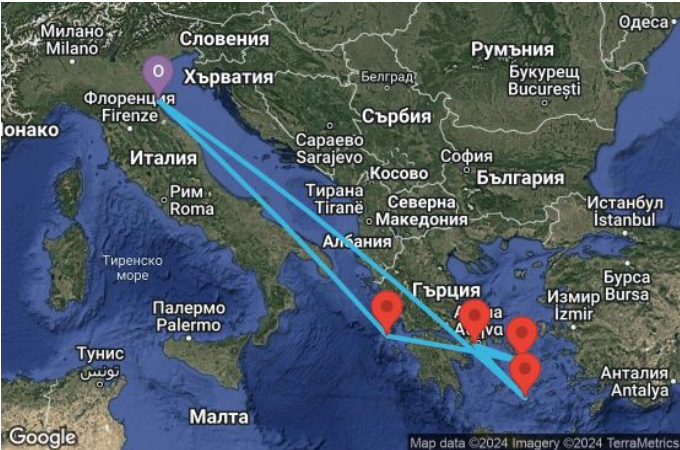 Милано
Milano
Словения
Одеса
O
Хърватия
Белград
Румъния
Букурещ
București
Флоренция
Firenze
Сърбия
онако
Италия
Сараево
Sarajevo
Косово
София
България
Рим
Roma
Тирана
Tiranë
Северна
Македония
Истанбул
İstanbul
Албания
Тиренско
море
Гърция
Бурса
Bursa
Измир
İzmir
Палермо
Palermo
Тунис
تونس
Анталия
Antalya
Малта
Google
Map data ©2024 Imagery ©2024 TerraMetrics